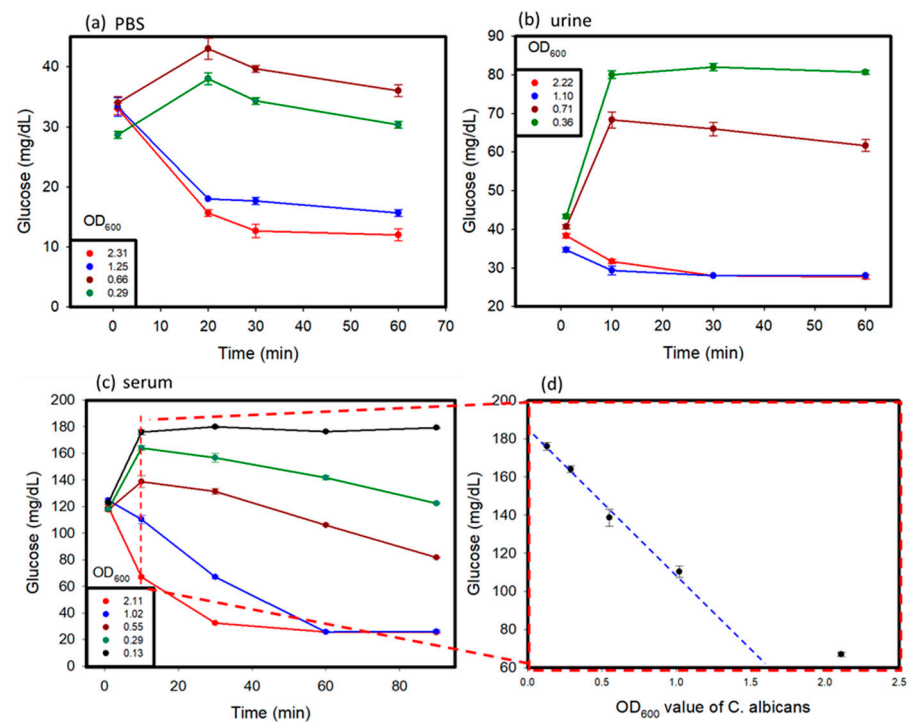 (a) PBS
Glucose (mg/dL)
40
30
20
10
0
OD600
2.31
1.25
0.66
0.29
0 10 20 30 40 50 60 70
Time (min)
(b) urine
Glucose (mg/dL)
90
80
70
60
50
40
30
20
OD600
2.22
1.10
0.71
0.36
0 10 20 30 40 50 60
Time (min)
(c) serum
Glucose (mg/dL)
200
180
160
140
120
100
80
60
40
20
0
OD600
2.11
1.02
0.55
0.29
0.13
0 20 40 60 80
Time (min)
(d)
Glucose (mg/dL)
200
180
160
140
120
100
80
60
0.0 0.5 1.0 1.5 2.0 2.5
OD600 value of C. albicans